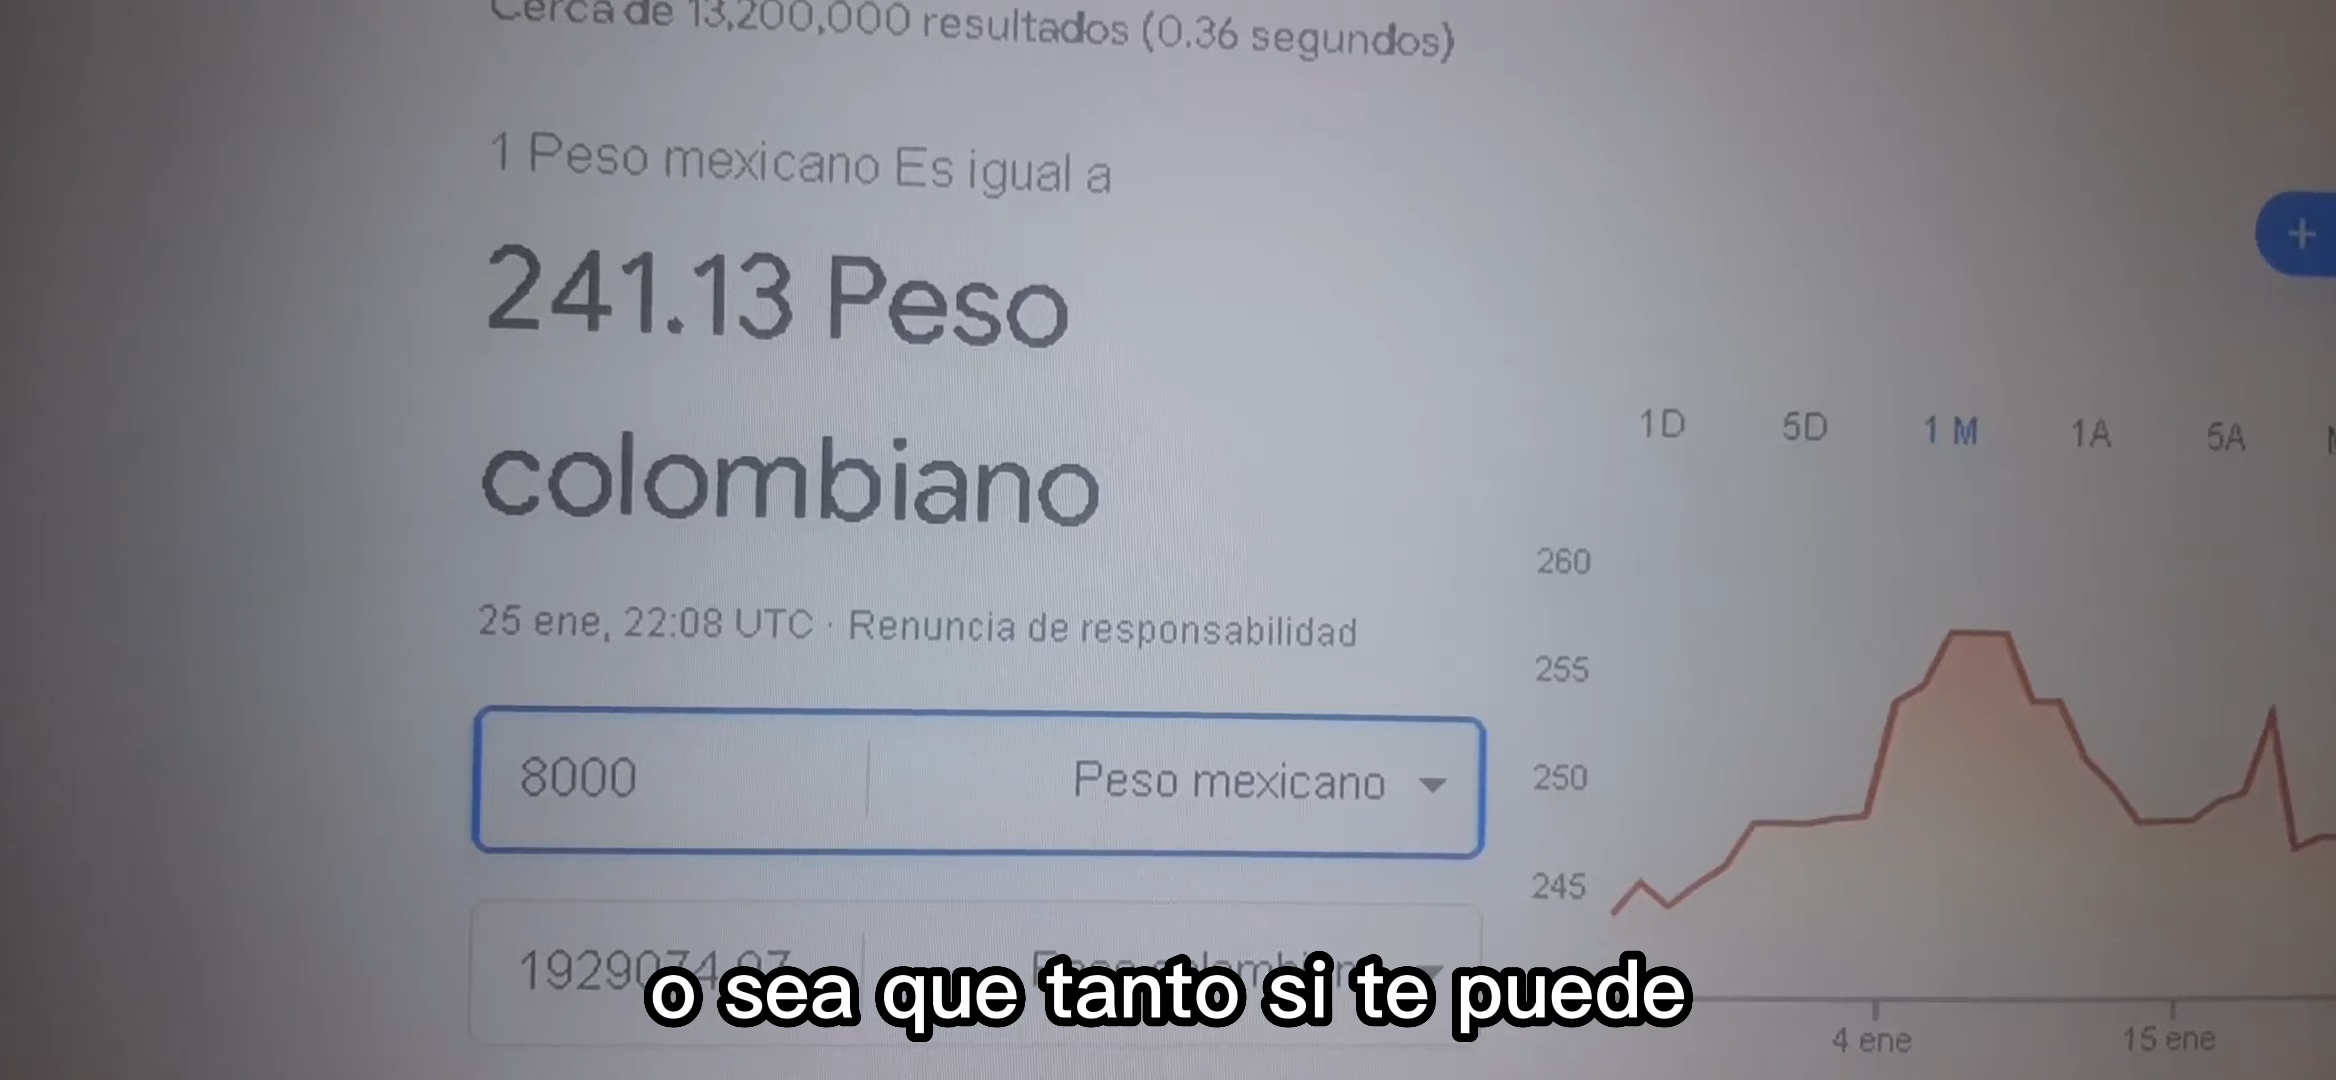 Cerca de 13,200,000 resultados (0.36 segundos)
1 Peso mexicano Es igual a
241.13 Peso
colombiano
+
25 ene, 22:08 UTC · Renuncia de responsabilidad
1D 5D 1 M 1A 5A
260
255
250
245
8000 Peso mexicano
1929074.97
o sea que tanto si te puede
4 ene 15 ene